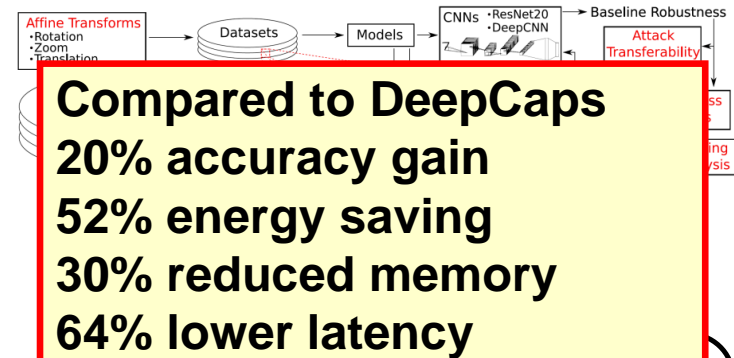 Affine Transforms
•Rotation
•Zoom
•Translation
Datasets
Models
CNNs •ResNet20
•DeepCNN
Baseline Robustness
Attack
Transferability
Compared to DeepCaps
20% accuracy gain
52% energy saving
30% reduced memory
64% lower latency